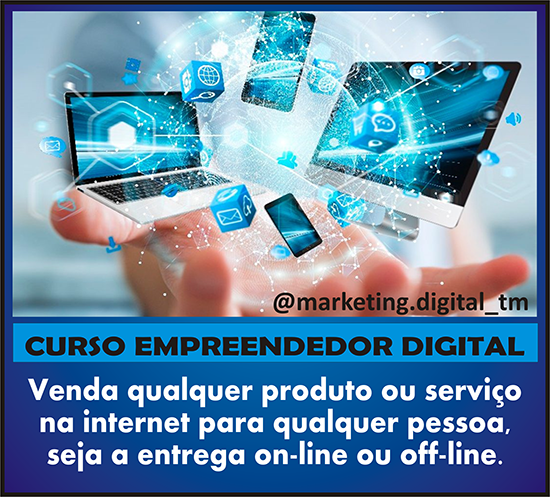 @marketing.digital_tm
CURSO EMPREENDEDOR DIGITAL
Venda qualquer produto ou serviço
na internet para qualquer pessoa,
seja a entrega on-line ou off-line.